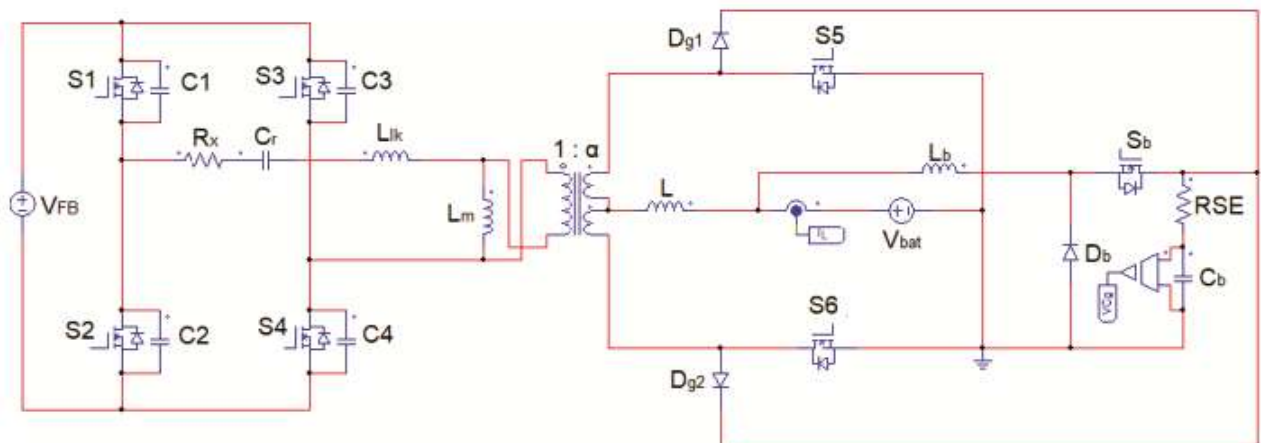 Dg1
S5
S1
C1
S3
C3
Rx
Cr
Llk
1 : α
Lb
Sb
VFB
Lm
L
IL
Vbat
RSE
Db
VCg
Cb
S2
C2
S4
C4
S6
Dg2